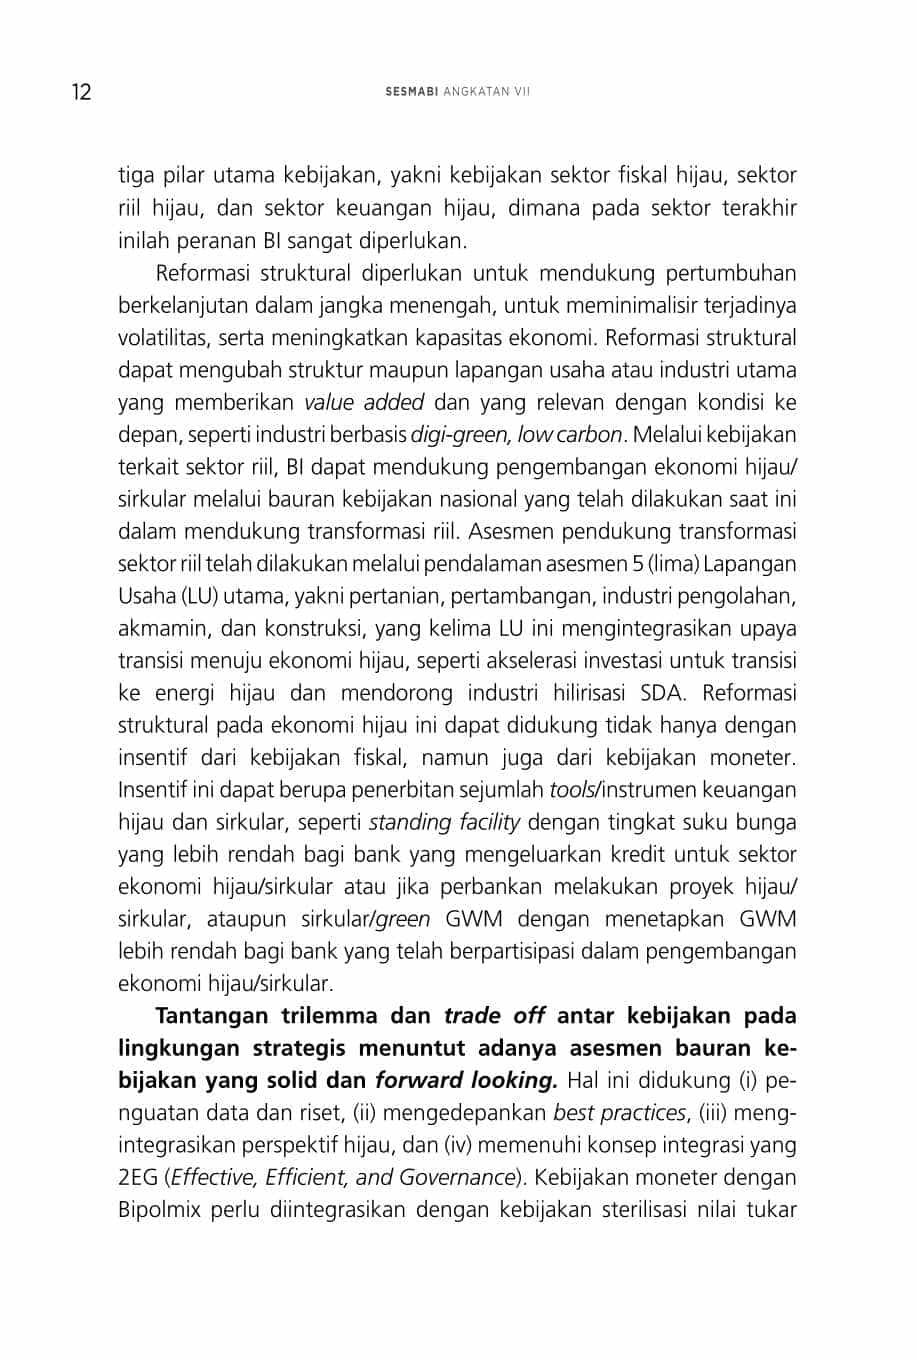 12
SESMABI ANGKATAN VII
tiga pilar utama kebijakan, yakni kebijakan sektor fiskal hijau, sektor
riil hijau, dan sektor keuangan hijau, dimana pada sektor terakhir
inilah peranan BI sangat diperlukan.
Reformasi struktural diperlukan untuk mendukung pertumbuhan
berkelanjutan dalam jangka menengah, untuk meminimalisir terjadinya
volatilitas, serta meningkatkan kapasitas ekonomi. Reformasi struktural
dapat mengubah struktur maupun lapangan usaha atau industri utama
yang memberikan value added dan yang relevan dengan kondisi ke
depan, seperti industri berbasis digi-green, low carbon. Melalui kebijakan
terkait sektor riil, BI dapat mendukung pengembangan ekonomi hijau/
sirkular melalui bauran kebijakan nasional yang telah dilakukan saat ini
dalam mendukung transformasi riil. Asesmen pendukung transformasi
sektor riil telah dilakukan melalui pendalaman asesmen 5 (lima) Lapangan
Usaha (LU) utama, yakni pertanian, pertambangan, industri pengolahan,
akmamin, dan konstruksi, yang kelima LU ini mengintegrasikan upaya
transisi menuju ekonomi hijau, seperti akselerasi investasi untuk transisi
ke energi hijau dan mendorong industri hilirisasi SDA. Reformasi
struktural pada ekonomi hijau ini dapat didukung tidak hanya dengan
insentif dari kebijakan fiskal, namun juga dari kebijakan moneter.
Insentif ini dapat berupa penerbitan sejumlah tools/instrumen keuangan
hijau dan sirkular, seperti standing facility dengan tingkat suku bunga
yang lebih rendah bagi bank yang mengeluarkan kredit untuk sektor
ekonomi hijau/sirkular atau jika perbankan melakukan proyek hijau/
sirkular, ataupun sirkular/green GWM dengan menetapkan GWM
lebih rendah bagi bank yang telah berpartisipasi dalam pengembangan
ekonomi hijau/sirkular.
Tantangan trilemma dan trade off antar kebijakan pada
lingkungan strategis menuntut adanya asesmen bauran ke-
bijakan yang solid dan forward looking. Hal ini didukung (i) pe-
nguatan data dan riset, (ii) mengedepankan best practices, (iii) meng-
integrasikan perspektif hijau, dan (iv) memenuhi konsep integrasi yang
2EG (Effective, Efficient, and Governance). Kebijakan moneter dengan
Bipolmix perlu diintegrasikan dengan kebijakan sterilisasi nilai tukar